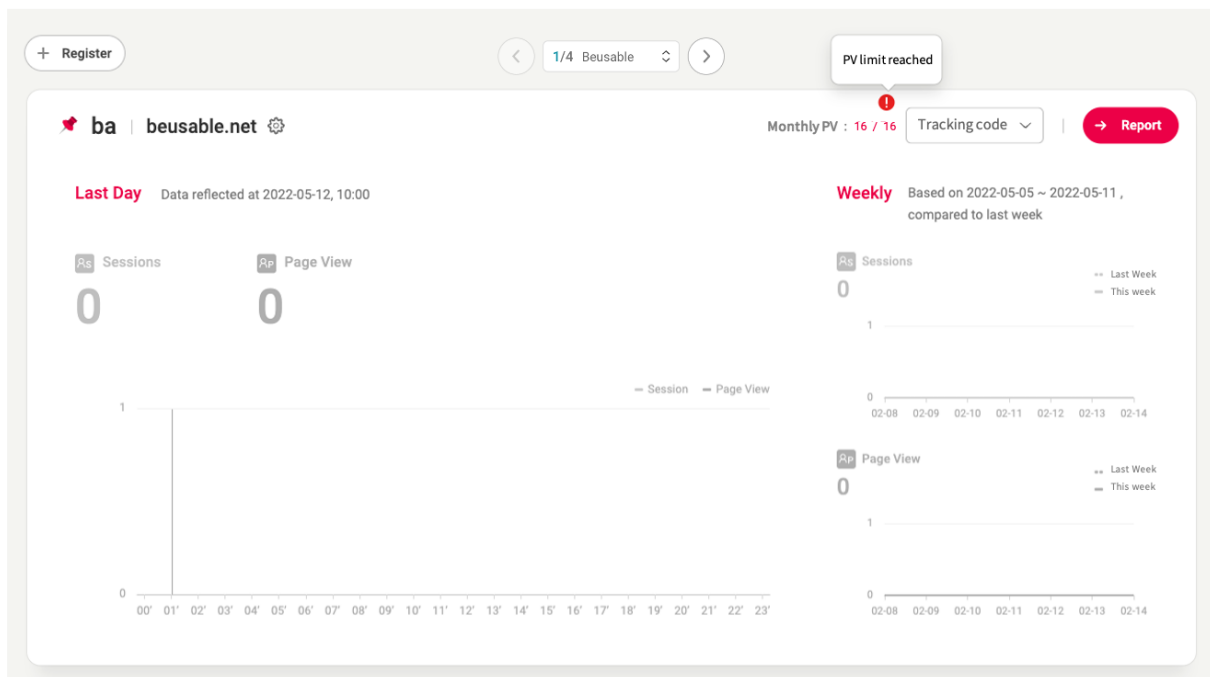 + Register
1/4 Beusable
PV limit reached
ba | beusable.net
Monthly PV : 16 / 16
Tracking code
Report
Last Day
Data reflected at 2022-05-12, 10:00
Weekly
Based on 2022-05-05 ~ 2022-05-11 ,
compared to last week
Sessions
Page View
0
0
Session
Page View
1
0
00' 01' 02' 03' 04' 05' 06' 07' 08' 09' 10' 11' 12' 13' 14' 15' 16' 17' 18' 19' 20' 21' 22' 23'
Sessions
0
Last Week
This week
1
0
02-08 02-09 02-10 02-11 02-12 02-13 02-14
Page View
0
Last Week
This week
1
0
02-08 02-09 02-10 02-11 02-12 02-13 02-14